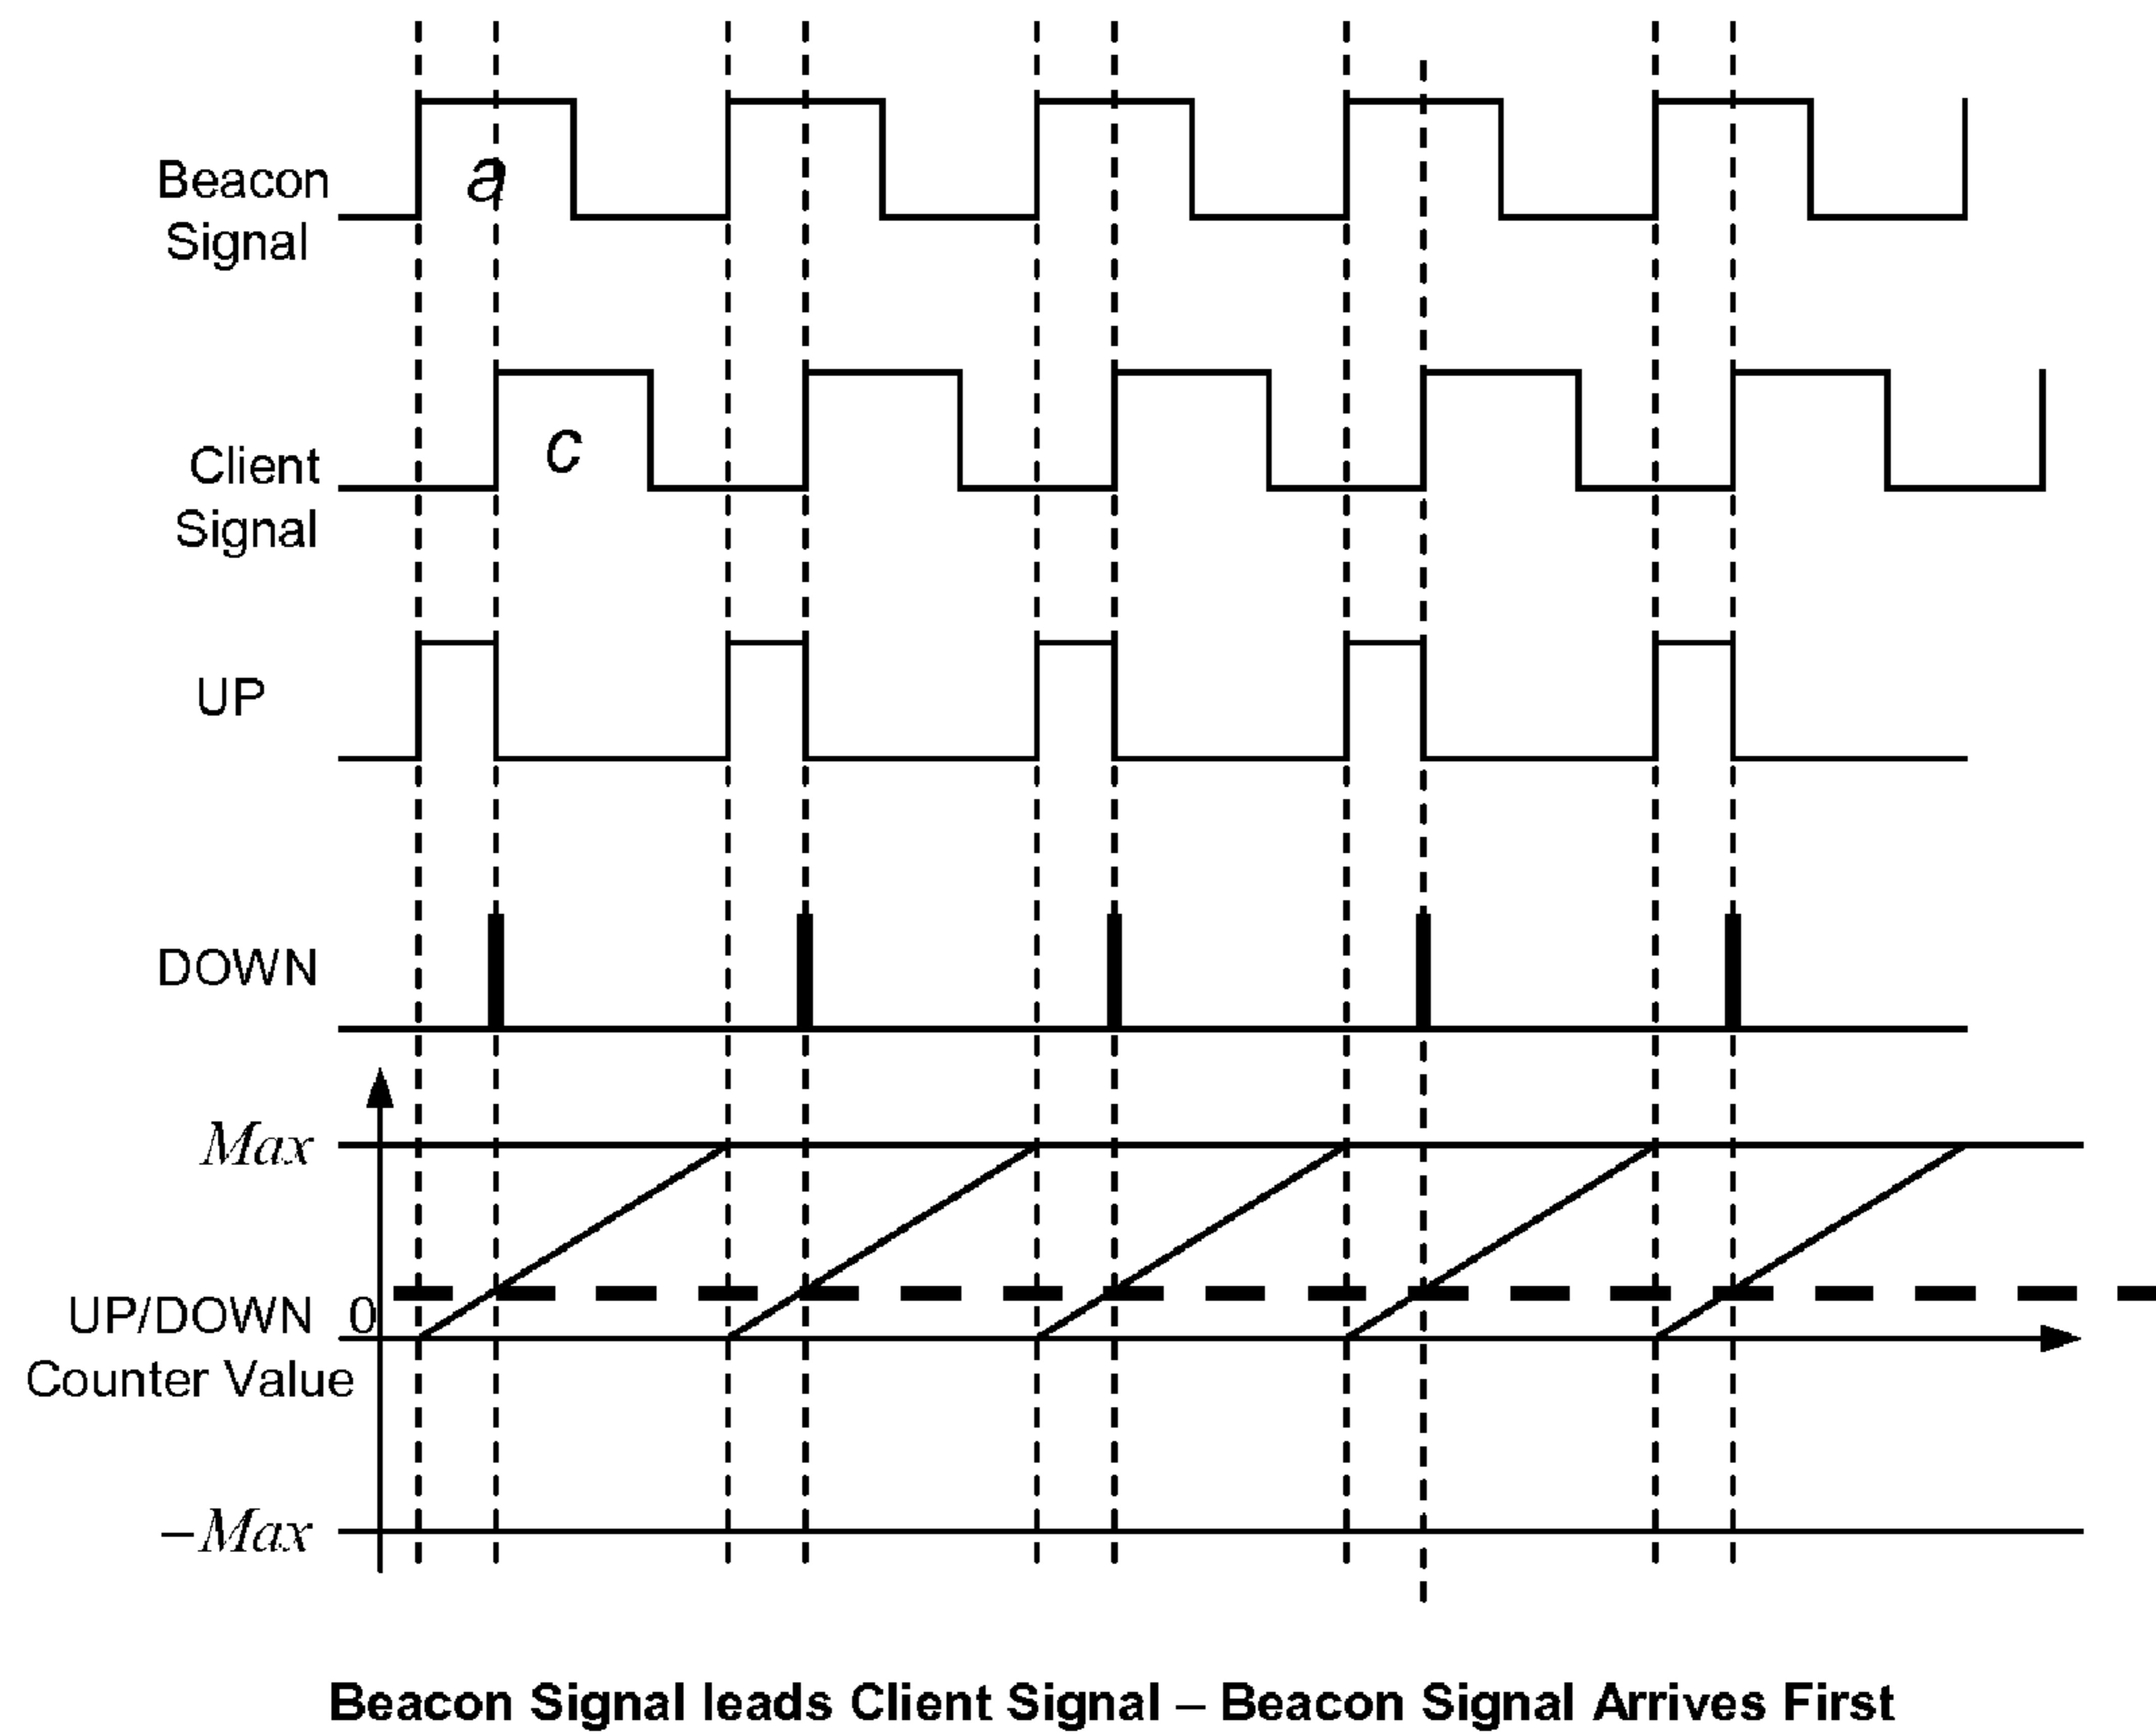 Beacon
Signal
a
Client
Signal
c
UP
DOWN
Max
UP/DOWN 0
Counter Value
–Max
Beacon Signal leads Client Signal – Beacon Signal Arrives First